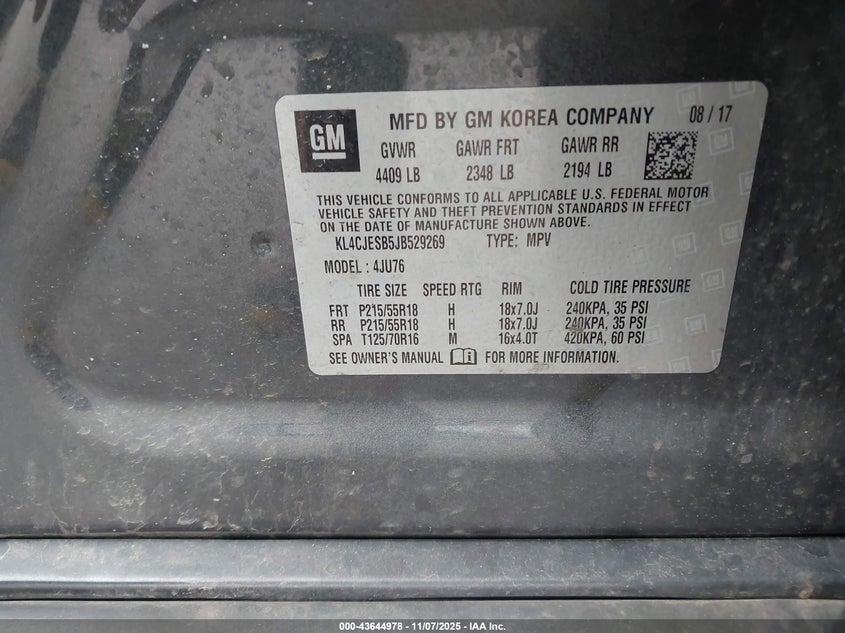 GM
MFD BY GM KOREA COMPANY 08 / 17
GVWR GAWR FRT GAWR RR
4409 LB 2348 LB 2194 LB
THIS VEHICLE CONFORMS TO ALL APPLICABLE U.S. FEDERAL MOTOR
VEHICLE SAFETY AND THEFT PREVENTION STANDARDS IN EFFECT
ON THE DATE OF MANUFACTURE SHOWN ABOVE.
KL4CJESB5JB529269 TYPE: MPV
MODEL : 4JU76
TIRE SIZE SPEED RTG RIM COLD TIRE PRESSURE
FRT P215/55R18 H 18x7.0J 240KPA, 35 PSI
RR P215/55R18 H 18x7.0J 240KPA, 35 PSI
SPA T125/70R16 M 16x4.0T 420KPA, 60 PSI
SEE OWNER'S MANUAL FOR MORE INFORMATION.
000-43644978 - 11/07/2025 - IAA Inc.